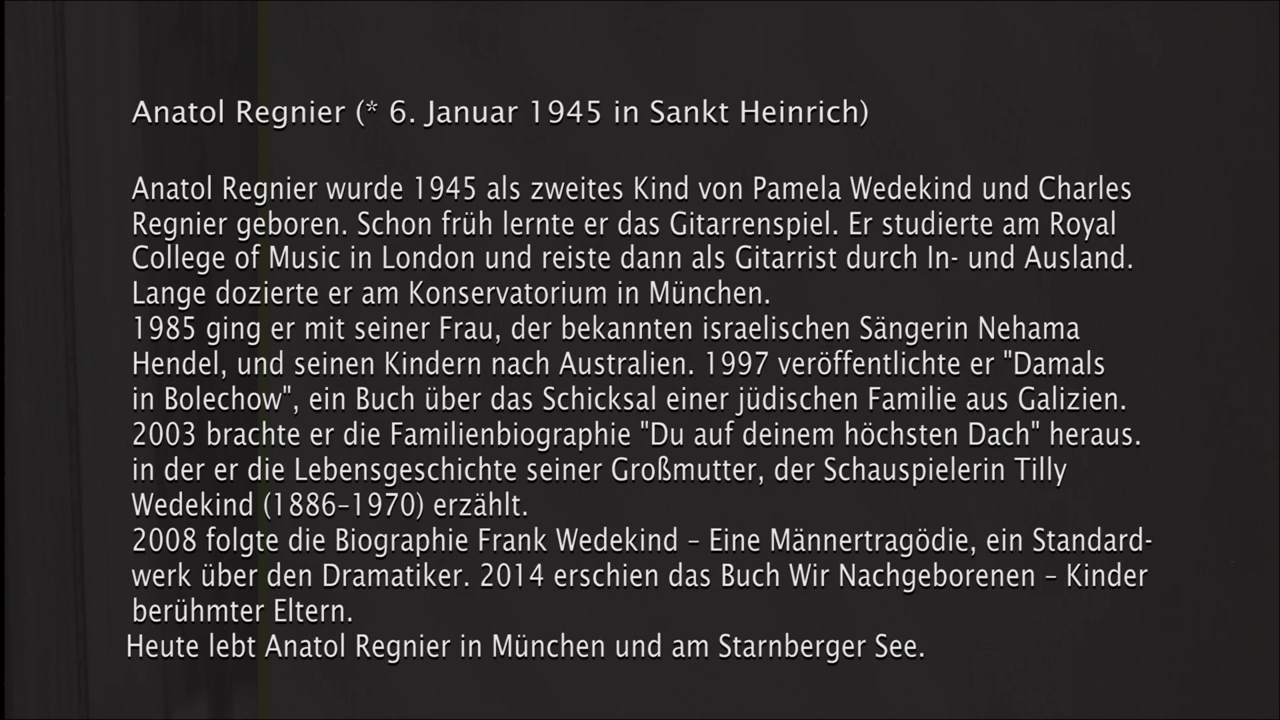 Anatol Regnier (* 6. Januar 1945 in Sankt Heinrich)
Anatol Regnier wurde 1945 als zweites Kind von Pamela Wedekind und Charles
Regnier geboren. Schon früh lernte er das Gitarrenspiel. Er studierte am Royal
College of Music in London und reiste dann als Gitarrist durch In- und Ausland.
Lange dozierte er am Konservatorium in München.
1985 ging er mit seiner Frau, der bekannten israelischen Sängerin Nehama
Hendel, und seinen Kindern nach Australien. 1997 veröffentlichte er "Damals
in Bolechow", ein Buch über das Schicksal einer jüdischen Familie aus Galizien.
2003 brachte er die Familienbiographie "Du auf deinem höchsten Dach" heraus.
in der er die Lebensgeschichte seiner Großmutter, der Schauspielerin Tilly
Wedekind (1886–1970) erzählt.
2008 folgte die Biographie Frank Wedekind – Eine Männertragödie, ein Standard-
werk über den Dramatiker. 2014 erschien das Buch Wir Nachgeborenen – Kinder
berühmter Eltern.
Heute lebt Anatol Regnier in München und am Starnberger See.